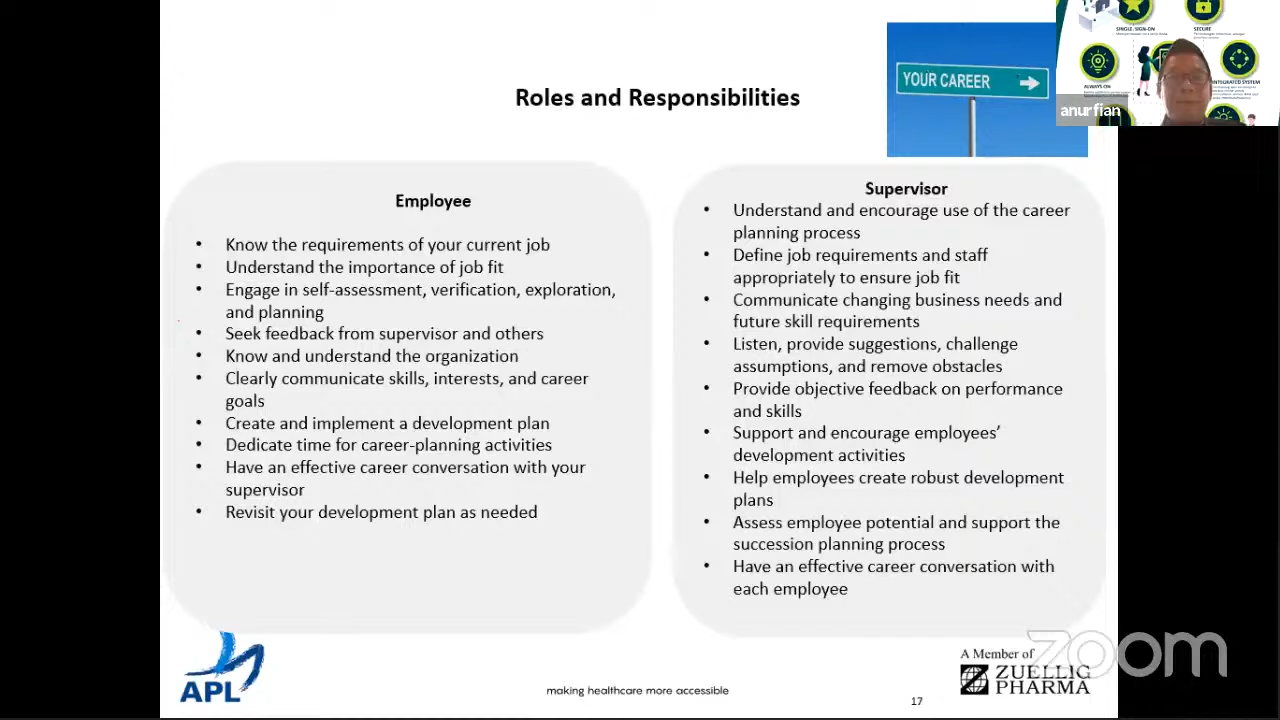 Roles and Responsibilities
YOUR CAREER
SINGLE. SIGN-ON
SECURE
ALWAYS ON
INTEGRATED SYSTEM
anurfian
Employee
• Know the requirements of your current job
• Understand the importance of job fit
• Engage in self-assessment, verification, exploration,
and planning
• Seek feedback from supervisor and others
• Know and understand the organization
• Clearly communicate skills, interests, and career
goals
• Create and implement a development plan
• Dedicate time for career-planning activities
• Have an effective career conversation with your
supervisor
• Revisit your development plan as needed
Supervisor
• Understand and encourage use of the career
planning process
• Define job requirements and staff
appropriately to ensure job fit
• Communicate changing business needs and
future skill requirements
• Listen, provide suggestions, challenge
assumptions, and remove obstacles
• Provide objective feedback on performance
and skills
• Support and encourage employees’
development activities
• Help employees create robust development
plans
• Assess employee potential and support the
succession planning process
• Have an effective career conversation with
each employee
APL
making healthcare more accessible
A Member of
ZUELLIG
PHARMA
17
zoom